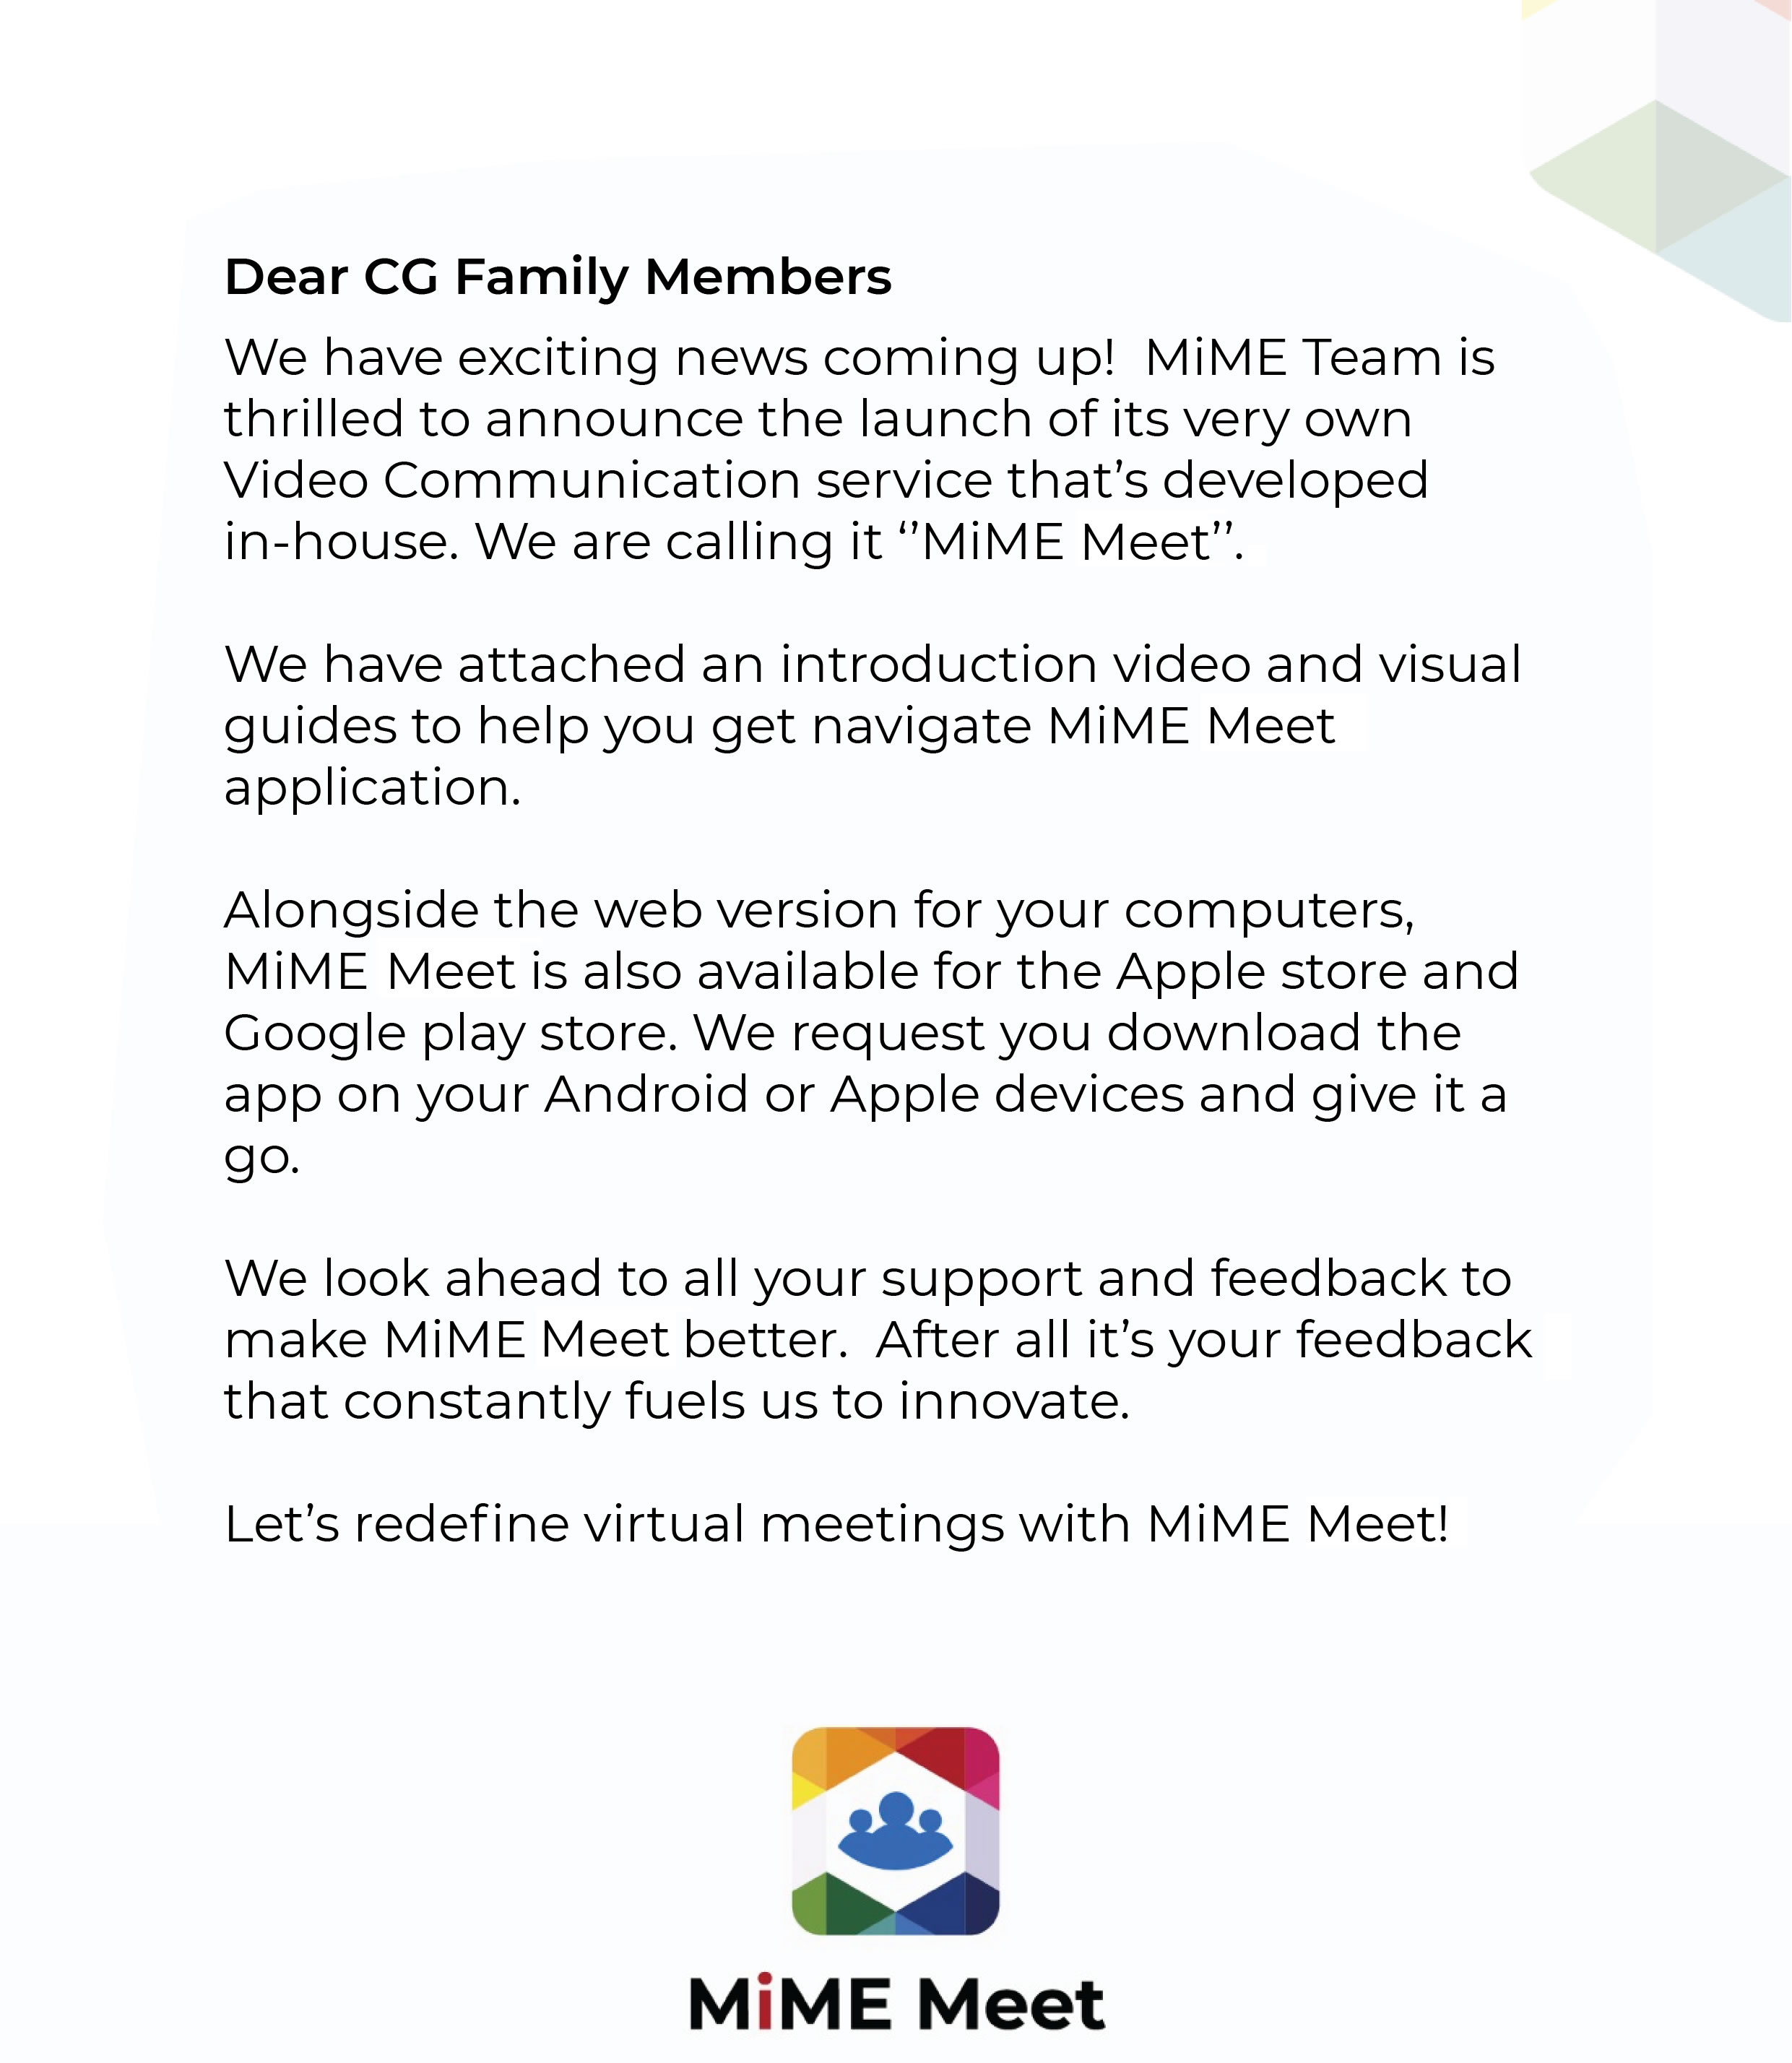 Dear CG Family Members
We have exciting news coming up!  MiME Team is
thrilled to announce the launch of its very own
Video Communication service that’s developed
in-house. We are calling it ‘’MiME Meet’’.
We have attached an introduction video and visual
guides to help you get navigate MiME Meet
application.
Alongside the web version for your computers,
MiME Meet is also available for the Apple store and
Google play store. We request you download the
app on your Android or Apple devices and give it a
go.
We look ahead to all your support and feedback to
make MiME Meet better.  After all it’s your feedback
that constantly fuels us to innovate.
Let’s redefine virtual meetings with MiME Meet!
MiME Meet